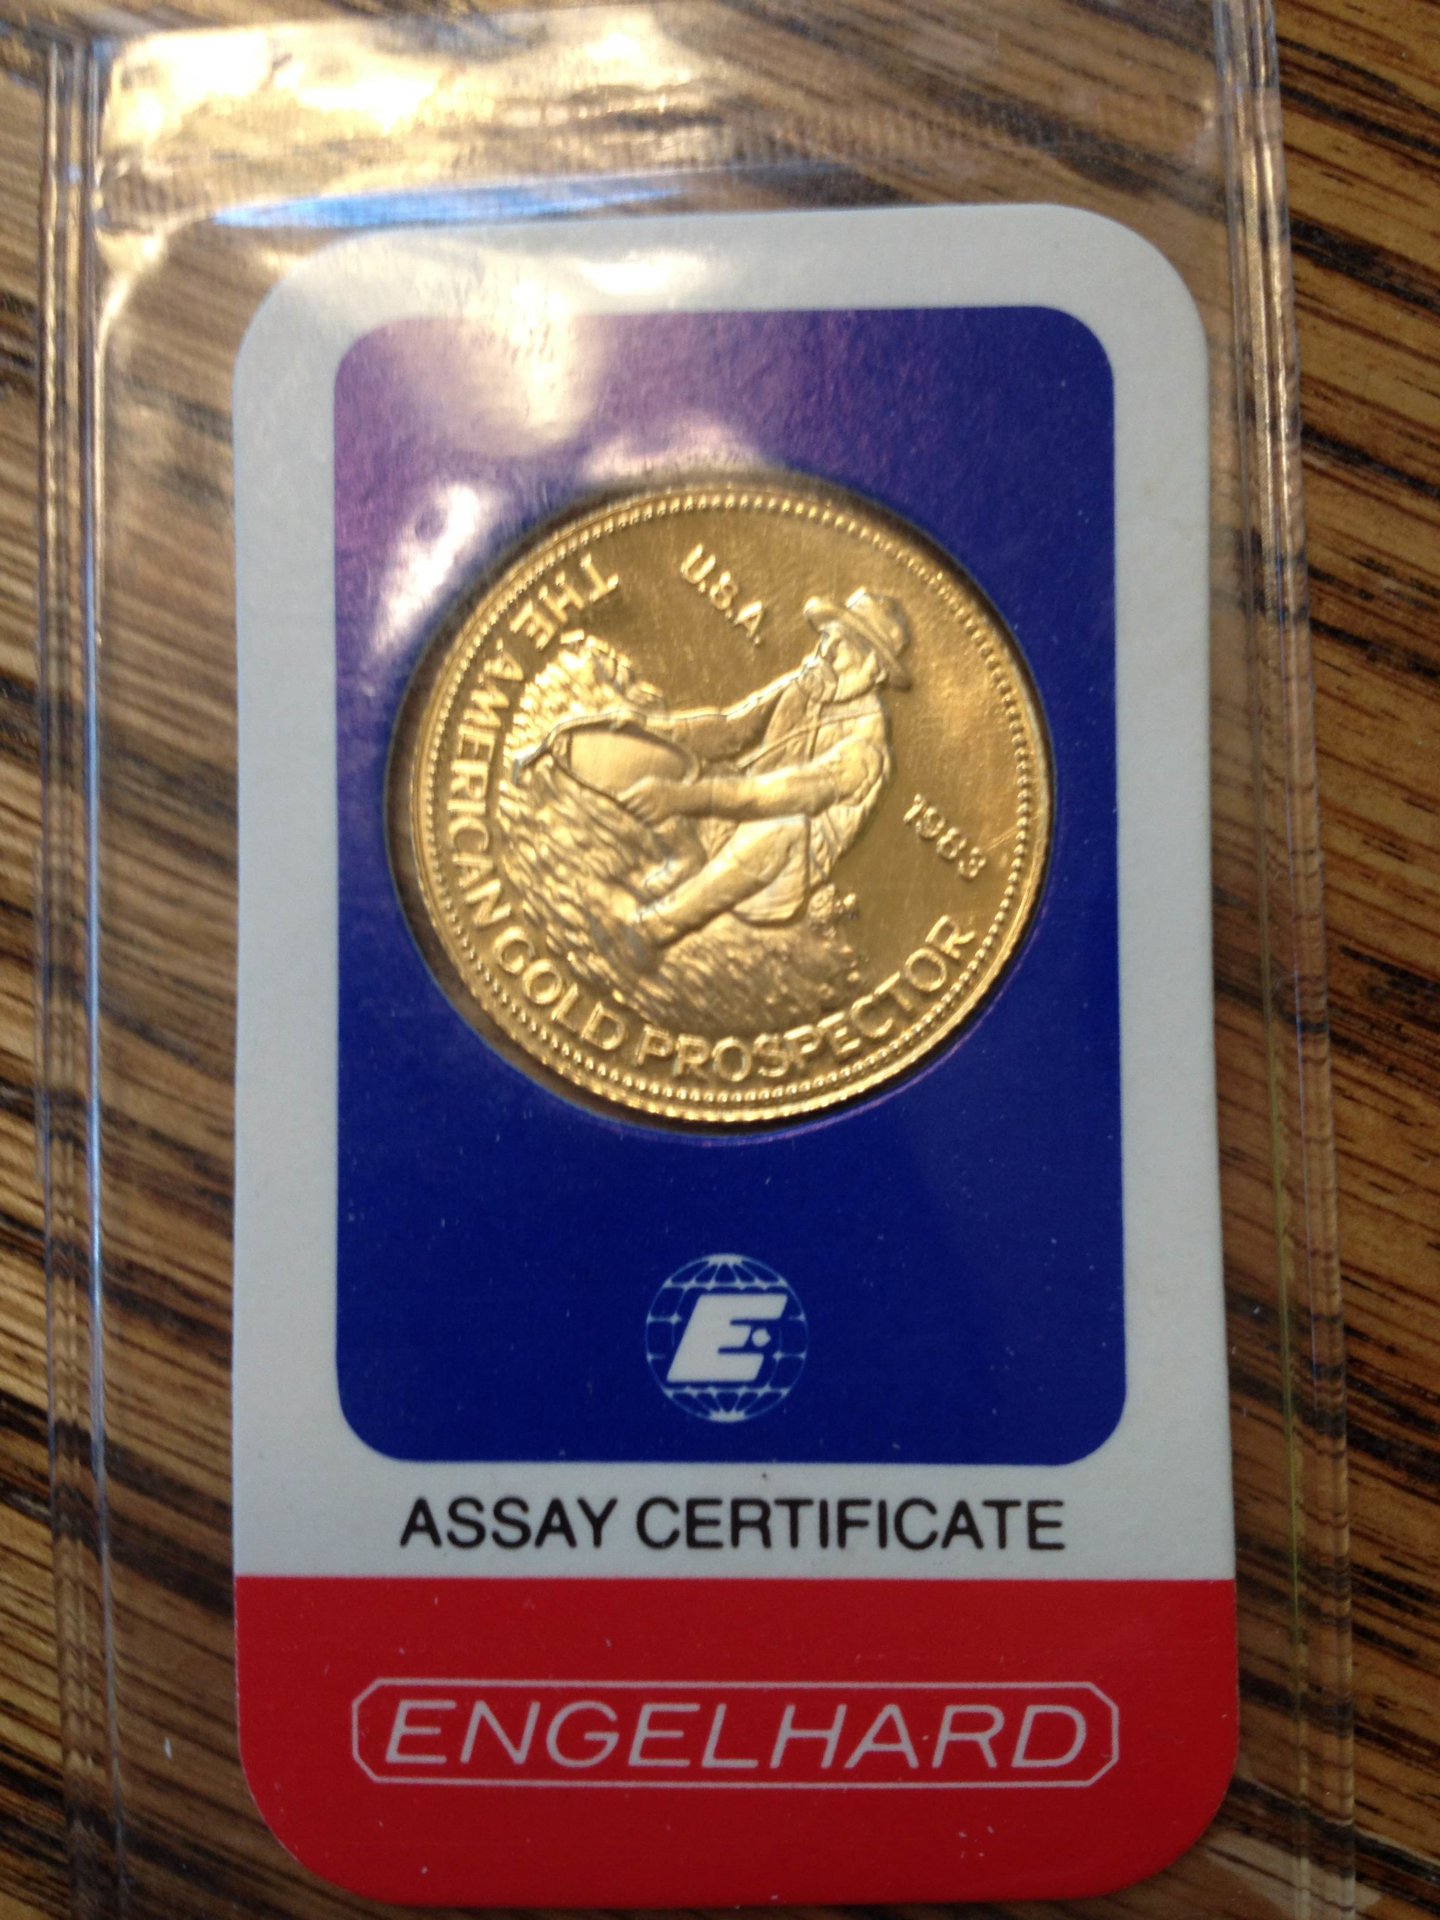 U.S.A.
1983
THE AMERICAN GOLD PROSPECTOR
E
ASSAY CERTIFICATE
ENGELHARD